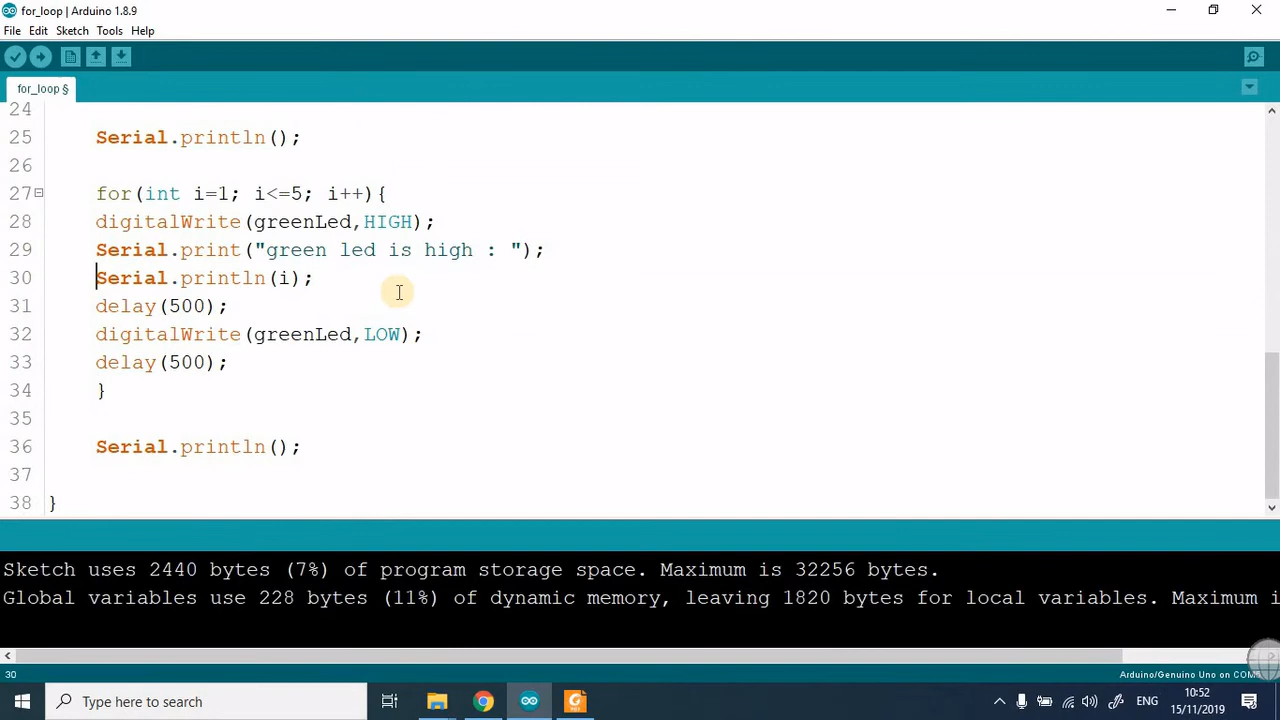 for_loop | Arduino 1.8.9
File Edit Sketch Tools Help
for_loop §
24
25 Serial.println();
26
27 for(int i=1; i<=5; i++){
28 digitalWrite(greenLed,HIGH);
29 Serial.print("green led is high : ");
30 Serial.println(i);
31 delay(500);
32 digitalWrite(greenLed,LOW);
33 delay(500);
34 }
35
36 Serial.println();
37
38 }
Sketch uses 2440 bytes (7%) of program storage space. Maximum is 32256 bytes.
Global variables use 228 bytes (11%) of dynamic memory, leaving 1820 bytes for local variables. Maximum
30 Arduino/Genuino Uno on
Type here to search
ENG
10:52
15/11/2019